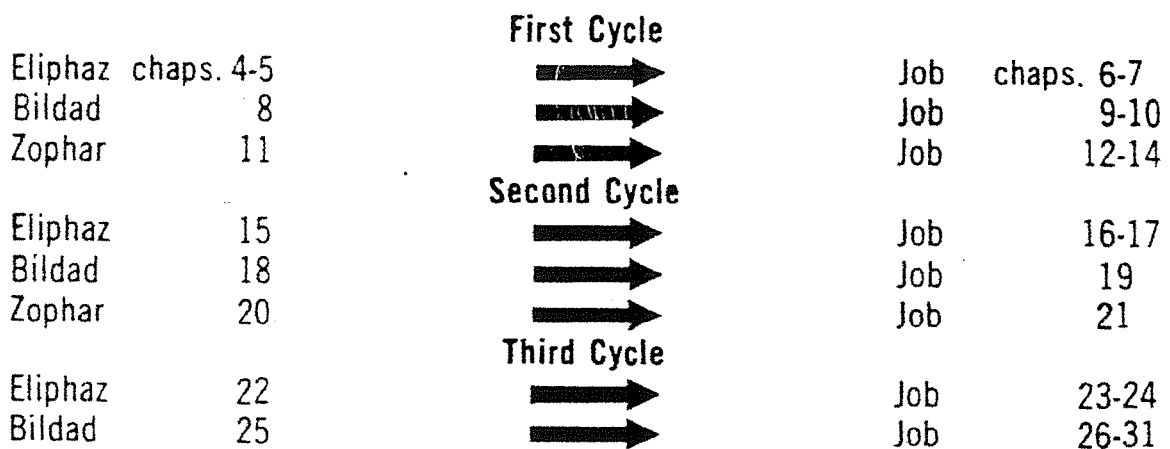 First Cycle
Eliphaz chaps. 4-5 Job chaps. 6-7
Bildad 8 Job 9-10
Zophar 11 Job 12-14
Second Cycle
Eliphaz 15 Job 16-17
Bildad 18 Job 19
Zophar 20 Job 21
Third Cycle
Eliphaz 22 Job 23-24
Bildad 25 Job 26-31